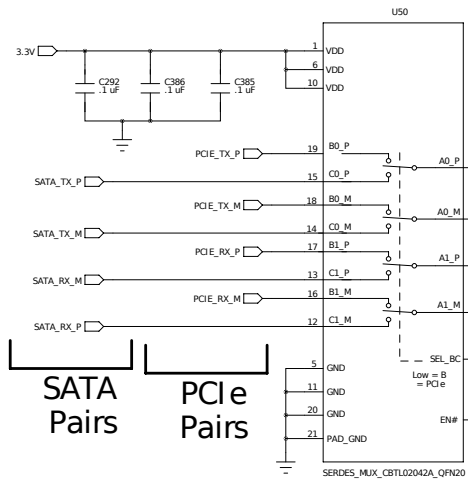 U50
3.3V
1 VDD
6 VDD
10 VDD
C292 .1 uF
C386 .1 uF
C385 .1 uF
PCIE_TX_P 19 B0_P
A0_P
SATA_TX_P 15 C0_P
PCIE_TX_M 18 B0_M
A0_M
SATA_TX_M 14 C0_M
PCIE_RX_P 17 B1_P
A1_P
SATA_RX_M 13 C1_P
PCIE_RX_M 16 B1_M
A1_M
SATA_RX_P 12 C1_M
SEL_BC
5 GND
Low = B
= PCIe
11 GND
20 GND
EN#
21 PAD_GND
SATA
Pairs
PCIe
Pairs
SERDES_MUX_CBTL02042A_QFN20